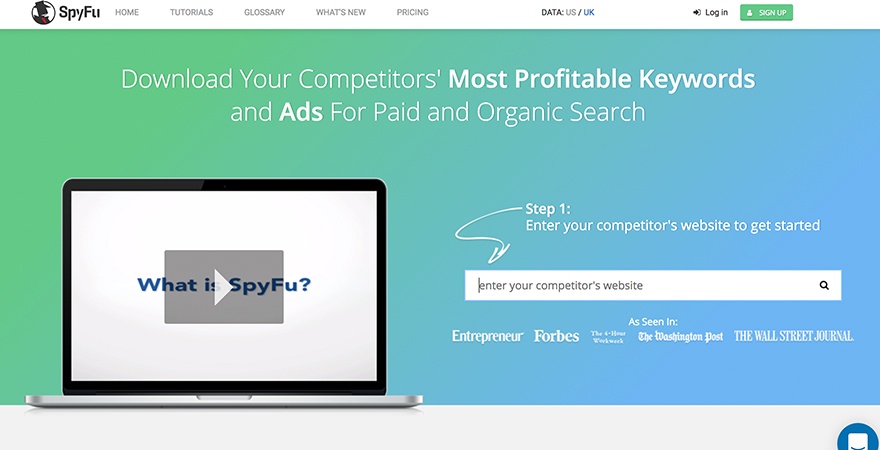 SpyFu HOME TUTORIALS GLOSSARY WHAT'S NEW PRICING DATA: US / UK Log in SIGN UP
Download Your Competitors' Most Profitable Keywords
and Ads For Paid and Organic Search
What is SpyFu?
Step 1:
Enter your competitor's website to get started
enter your competitor's website
As Seen In:
Entrepreneur Forbes The 4-Hour Workweek The Washington Post THE WALL STREET JOURNAL.